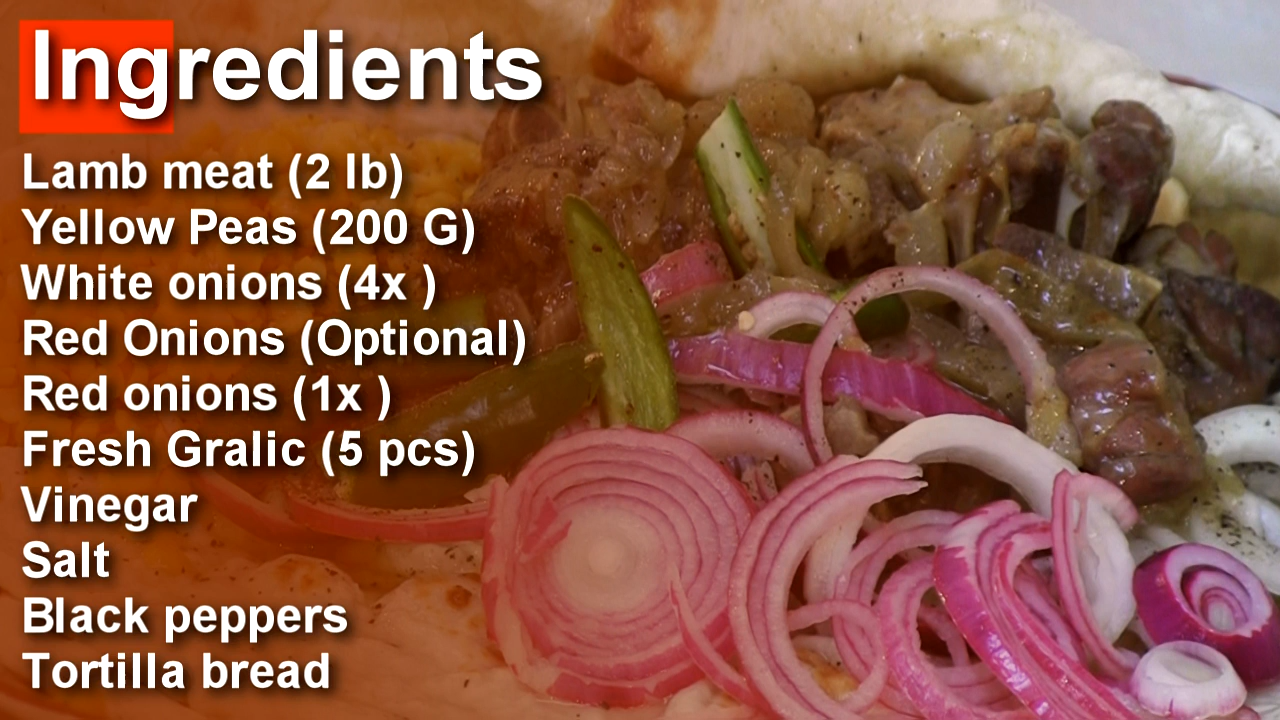 Ingredients
Lamb meat (2 lb)
Yellow Peas (200 G)
White onions (4x )
Red Onions (Optional)
Red onions (1x )
Fresh Gralic (5 pcs)
Vinegar
Salt
Black peppers
Tortilla bread